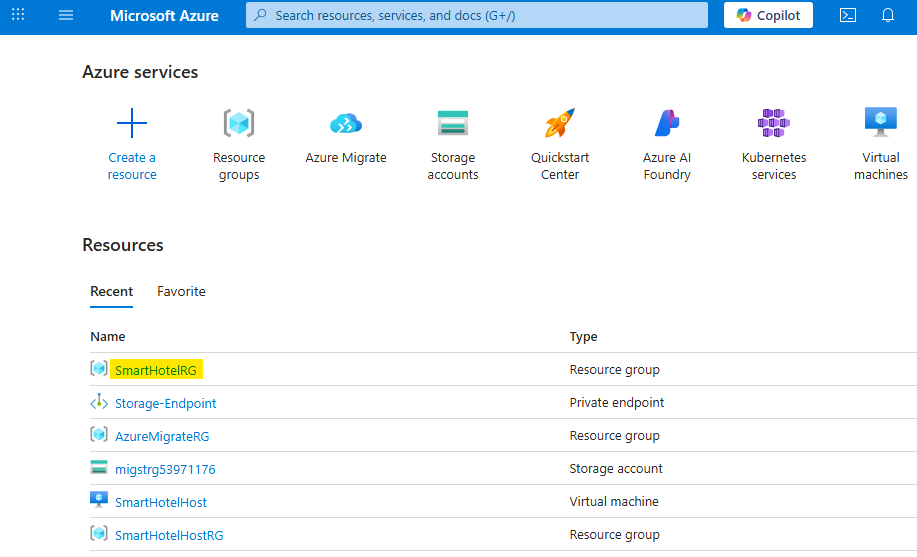 Microsoft Azure
Search resources, services, and docs (G+/)
Copilot
Azure services
Create a
resource
Resource
groups
Azure Migrate
Storage
accounts
Quickstart
Center
Azure AI
Foundry
Kubernetes
services
Virtual
machines
Resources
Recent Favorite
Name Type
SmartHotelRG Resource group
Storage-Endpoint Private endpoint
AzureMigrateRG Resource group
migstrg53971176 Storage account
SmartHotelHost Virtual machine
SmartHotelHostRG Resource group